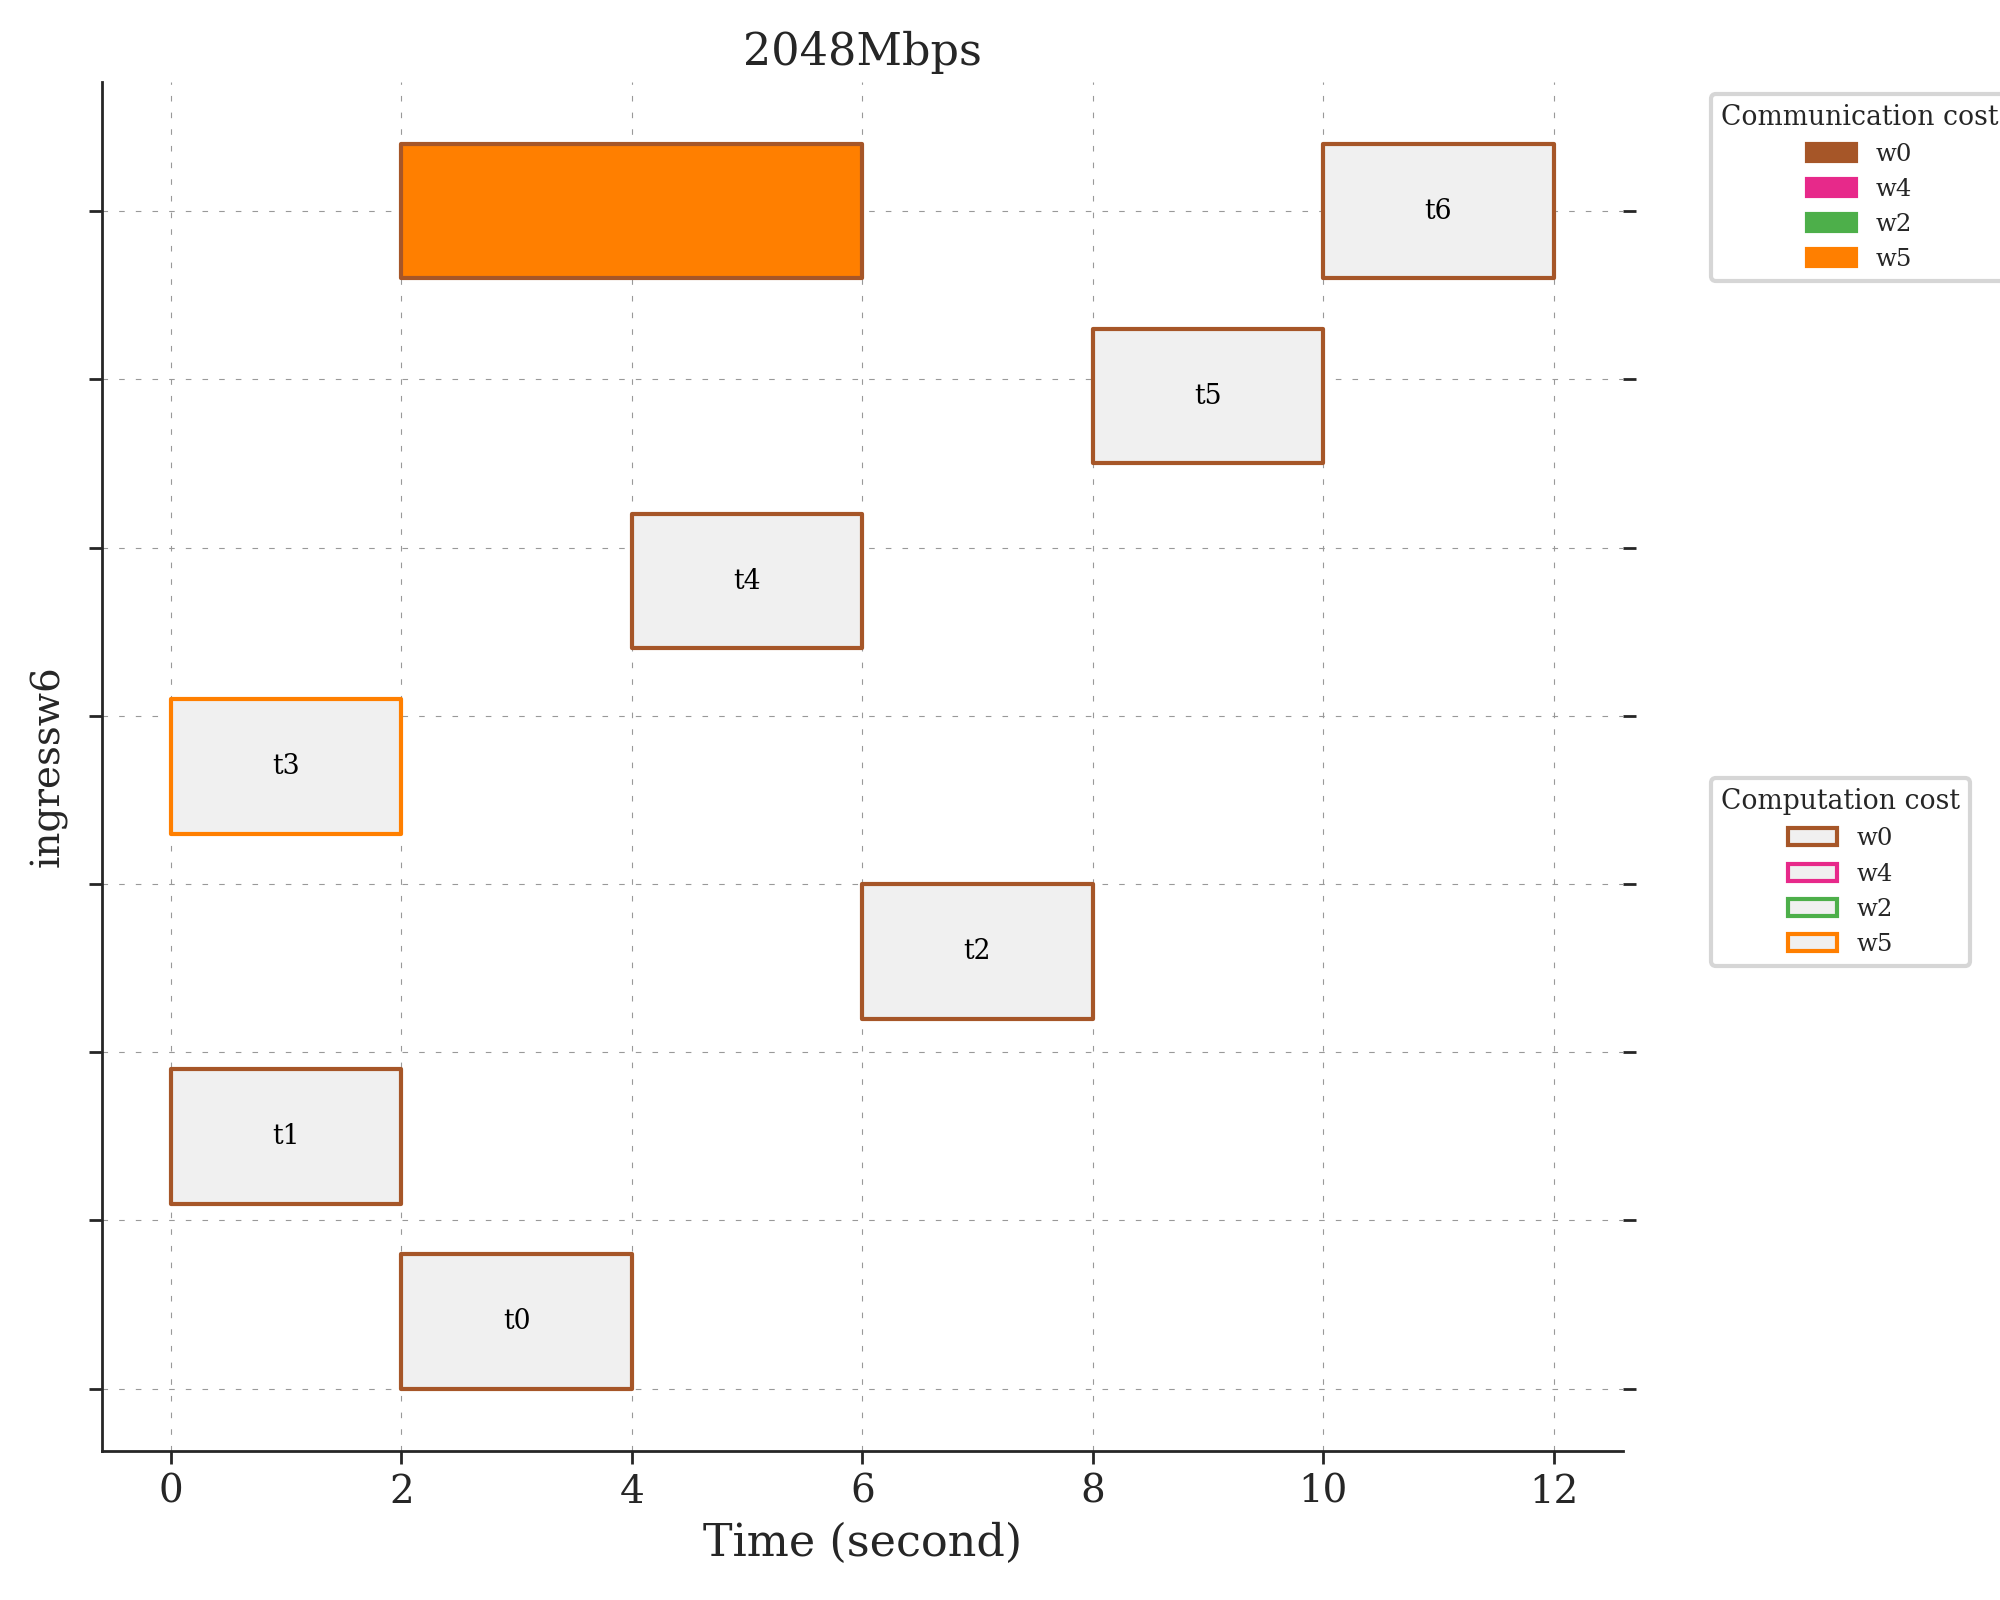 2048Mbps
Communication cost
w0
w4
w2
w5
t6
t5
t4
t3
t2
t1
t0
ingressw6
Computation cost
w0
w4
w2
w5
0 2 4 6 8 10 12
Time (second)